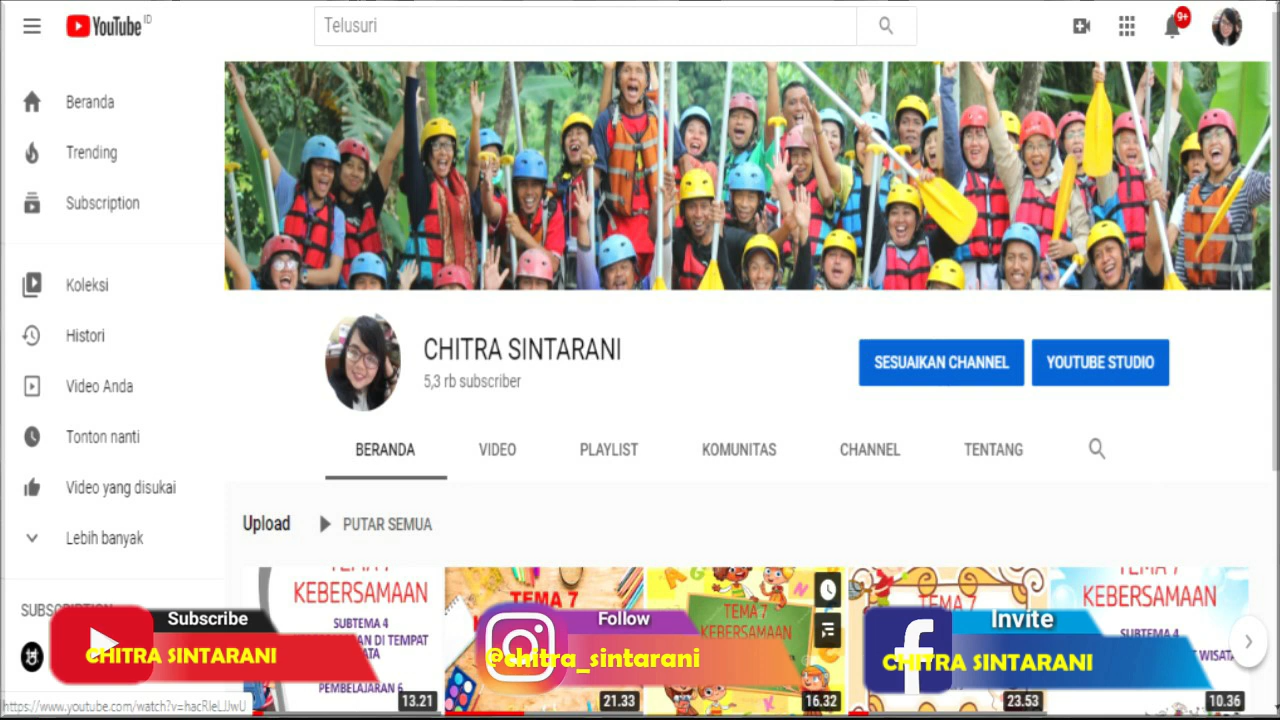 YouTube ID
Telusuri
9+
Beranda
Trending
Subscription
Koleksi
Histori
Video Anda
Tonton nanti
Video yang disukai
Lebih banyak
SUBSCRIPTION
CHITRA SINTARANI
5,3 rb subscriber
SESUAIKAN CHANNEL
YOUTUBE STUDIO
BERANDA
VIDEO
PLAYLIST
KOMUNITAS
CHANNEL
TENTANG
Upload
PUTAR SEMUA
TEMA 7
KEBERSAMAAN
SUBTEMA 4
DI TEMPAT
PEMBELAJARAN 6
13.21
TEMA 7
21.33
TEMA 7
KEBERSAMAAN
16.32
TEMA 7
23.53
TEMA 7
KEBERSAMAAN
SUBTEMA 4
WISATA
10.36
Subscribe
CHITRA SINTARANI
Follow
@chitra_sintarani
Invite
CHITRA SINTARANI
https://www.youtube.com/watch?v=hacRleLJJwU